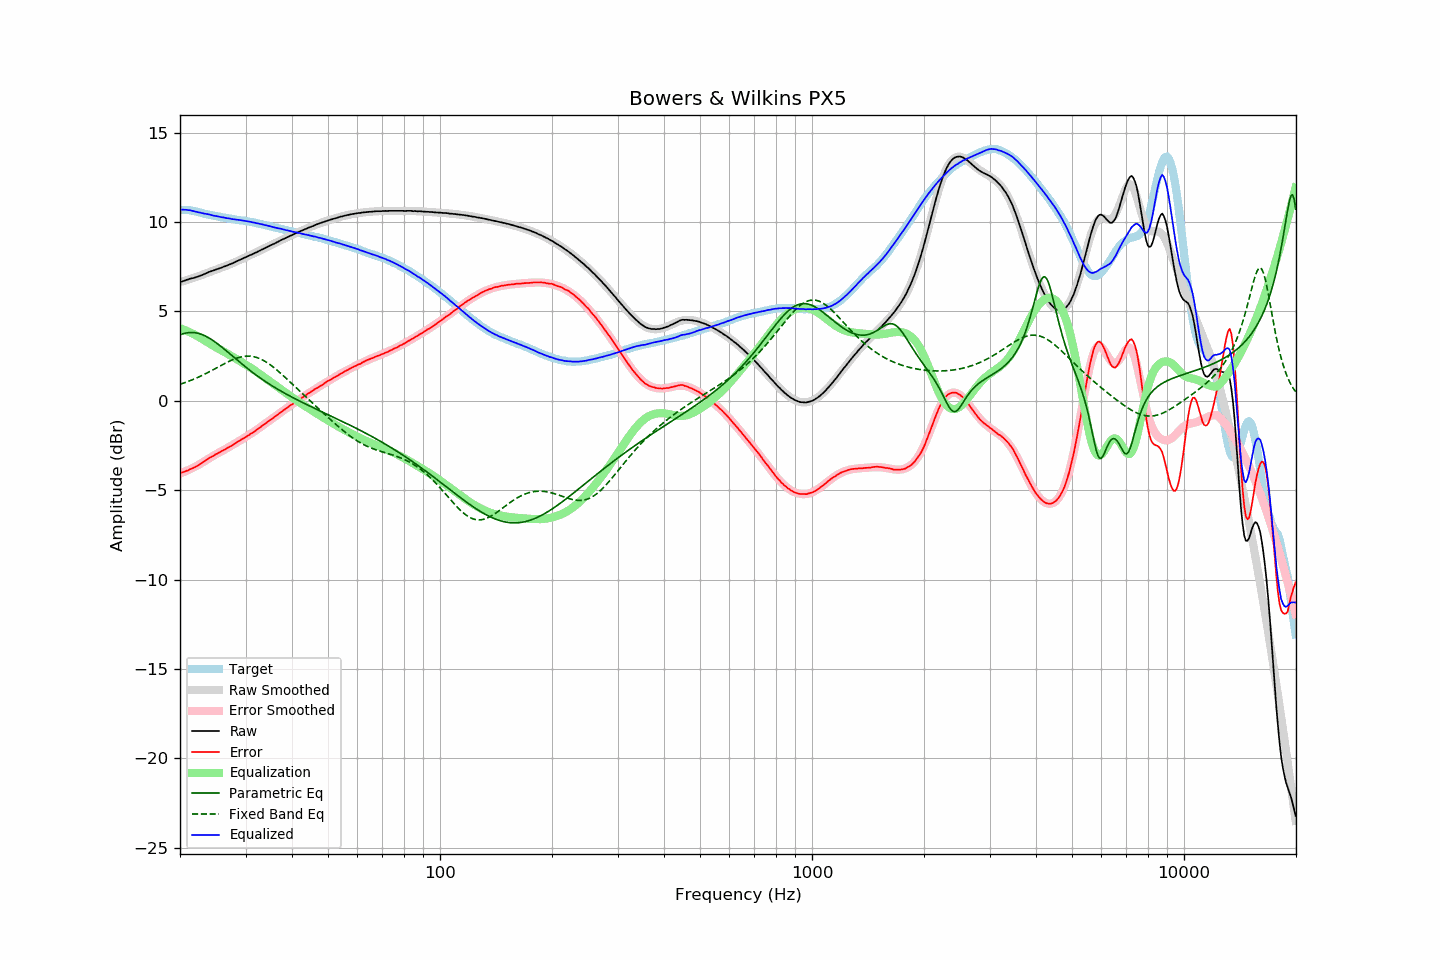 Bowers & Wilkins PX5
15
10
5
0
−5
−10
−15
−20
−25
Amplitude (dBr)
Target
Raw Smoothed
Error Smoothed
Raw
Error
Equalization
Parametric Eq
Fixed Band Eq
Equalized
100 1000 10000
Frequency (Hz)